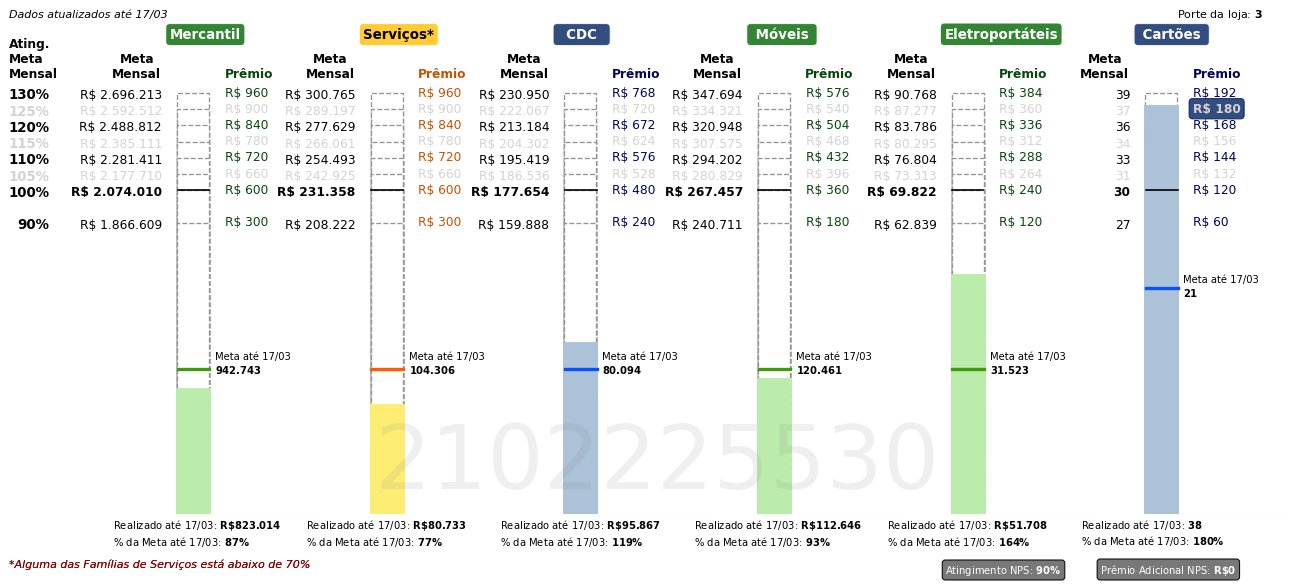 Dados atualizados até 17/03 Porte da loja: 3
Mercantil Serviços* CDC Móveis Eletroportáteis Cartões
Ating. Meta Mensal Meta Mensal Prêmio Meta Mensal Prêmio Meta Mensal Prêmio Meta Mensal Prêmio Meta Mensal Prêmio Meta Mensal Prêmio
130% R$ 2.696.213 R$ 960 R$ 300.765 R$ 960 R$ 230.950 R$ 768 R$ 347.694 R$ 576 R$ 90.768 R$ 384 39 R$ 192
125% R$ 2.592.512 R$ 900 R$ 289.197 R$ 900 R$ 222.067 R$ 720 R$ 334.321 R$ 540 R$ 87.277 R$ 360 37 R$ 180
120% R$ 2.488.812 R$ 840 R$ 277.629 R$ 840 R$ 213.184 R$ 672 R$ 320.948 R$ 504 R$ 83.786 R$ 336 36 R$ 168
115% R$ 2.385.111 R$ 780 R$ 266.061 R$ 780 R$ 204.302 R$ 624 R$ 307.575 R$ 468 R$ 80.295 R$ 312 34 R$ 156
110% R$ 2.281.411 R$ 720 R$ 254.493 R$ 720 R$ 195.419 R$ 576 R$ 294.202 R$ 432 R$ 76.804 R$ 288 33 R$ 144
105% R$ 2.177.710 R$ 660 R$ 242.925 R$ 660 R$ 186.536 R$ 528 R$ 280.829 R$ 396 R$ 73.313 R$ 264 31 R$ 132
100% R$ 2.074.010 R$ 600 R$ 231.358 R$ 600 R$ 177.654 R$ 480 R$ 267.457 R$ 360 R$ 69.822 R$ 240 30 R$ 120
90% R$ 1.866.609 R$ 300 R$ 208.222 R$ 300 R$ 159.888 R$ 240 R$ 240.711 R$ 180 R$ 62.839 R$ 120 27 R$ 60
Meta até 17/03
21
Meta até 17/03 Meta até 17/03 Meta até 17/03 Meta até 17/03 Meta até 17/03
942.743 104.306 80.094 120.461 31.523
2102225530
Realizado até 17/03: R$823.014 Realizado até 17/03: R$80.733 Realizado até 17/03: R$95.867 Realizado até 17/03: R$112.646 Realizado até 17/03: R$51.708 Realizado até 17/03: 38
% da Meta até 17/03: 87% % da Meta até 17/03: 77% % da Meta até 17/03: 119% % da Meta até 17/03: 93% % da Meta até 17/03: 164% % da Meta até 17/03: 180%
*Alguma das Famílias de Serviços está abaixo de 70% Atingimento NPS: 90% Prêmio Adicional NPS: R$0